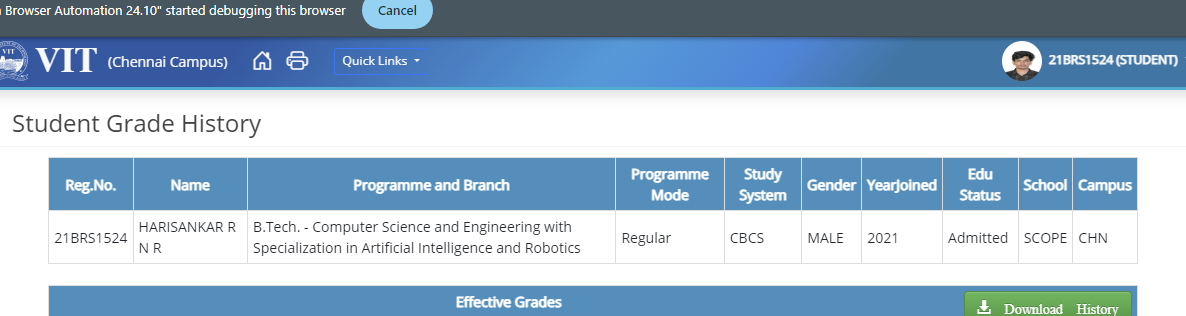 Browser Automation 24.10" started debugging this browser Cancel
VIT (Chennai Campus) Quick Links 21BRS1524 (STUDENT)
VIT
Student Grade History
Reg.No. Name Programme and Branch Programme Mode Study System Gender YearJoined Edu Status School Campus
21BRS1524 HARISANKAR R N R B.Tech. - Computer Science and Engineering with Specialization in Artificial Intelligence and Robotics Regular CBCS MALE 2021 Admitted SCOPE CHN
Effective Grades Download History